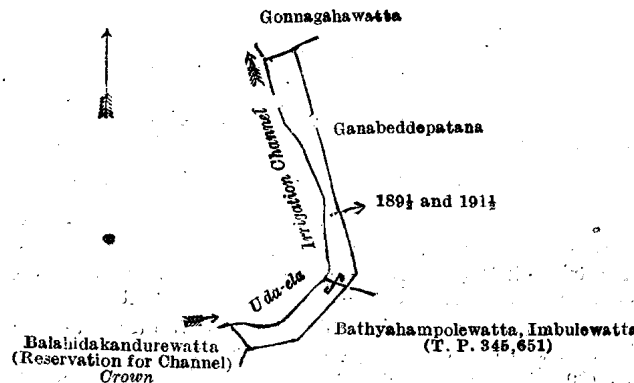 Gonnagahawatta
Ganabeddepatana
Irrigation Channel
189½ and 191½
Uda-ela
Bathyahampolewatta, Imbulewatta
(T. P. 345,651)
Balahidakandurewatta
(Reservation for Channel)
Crown